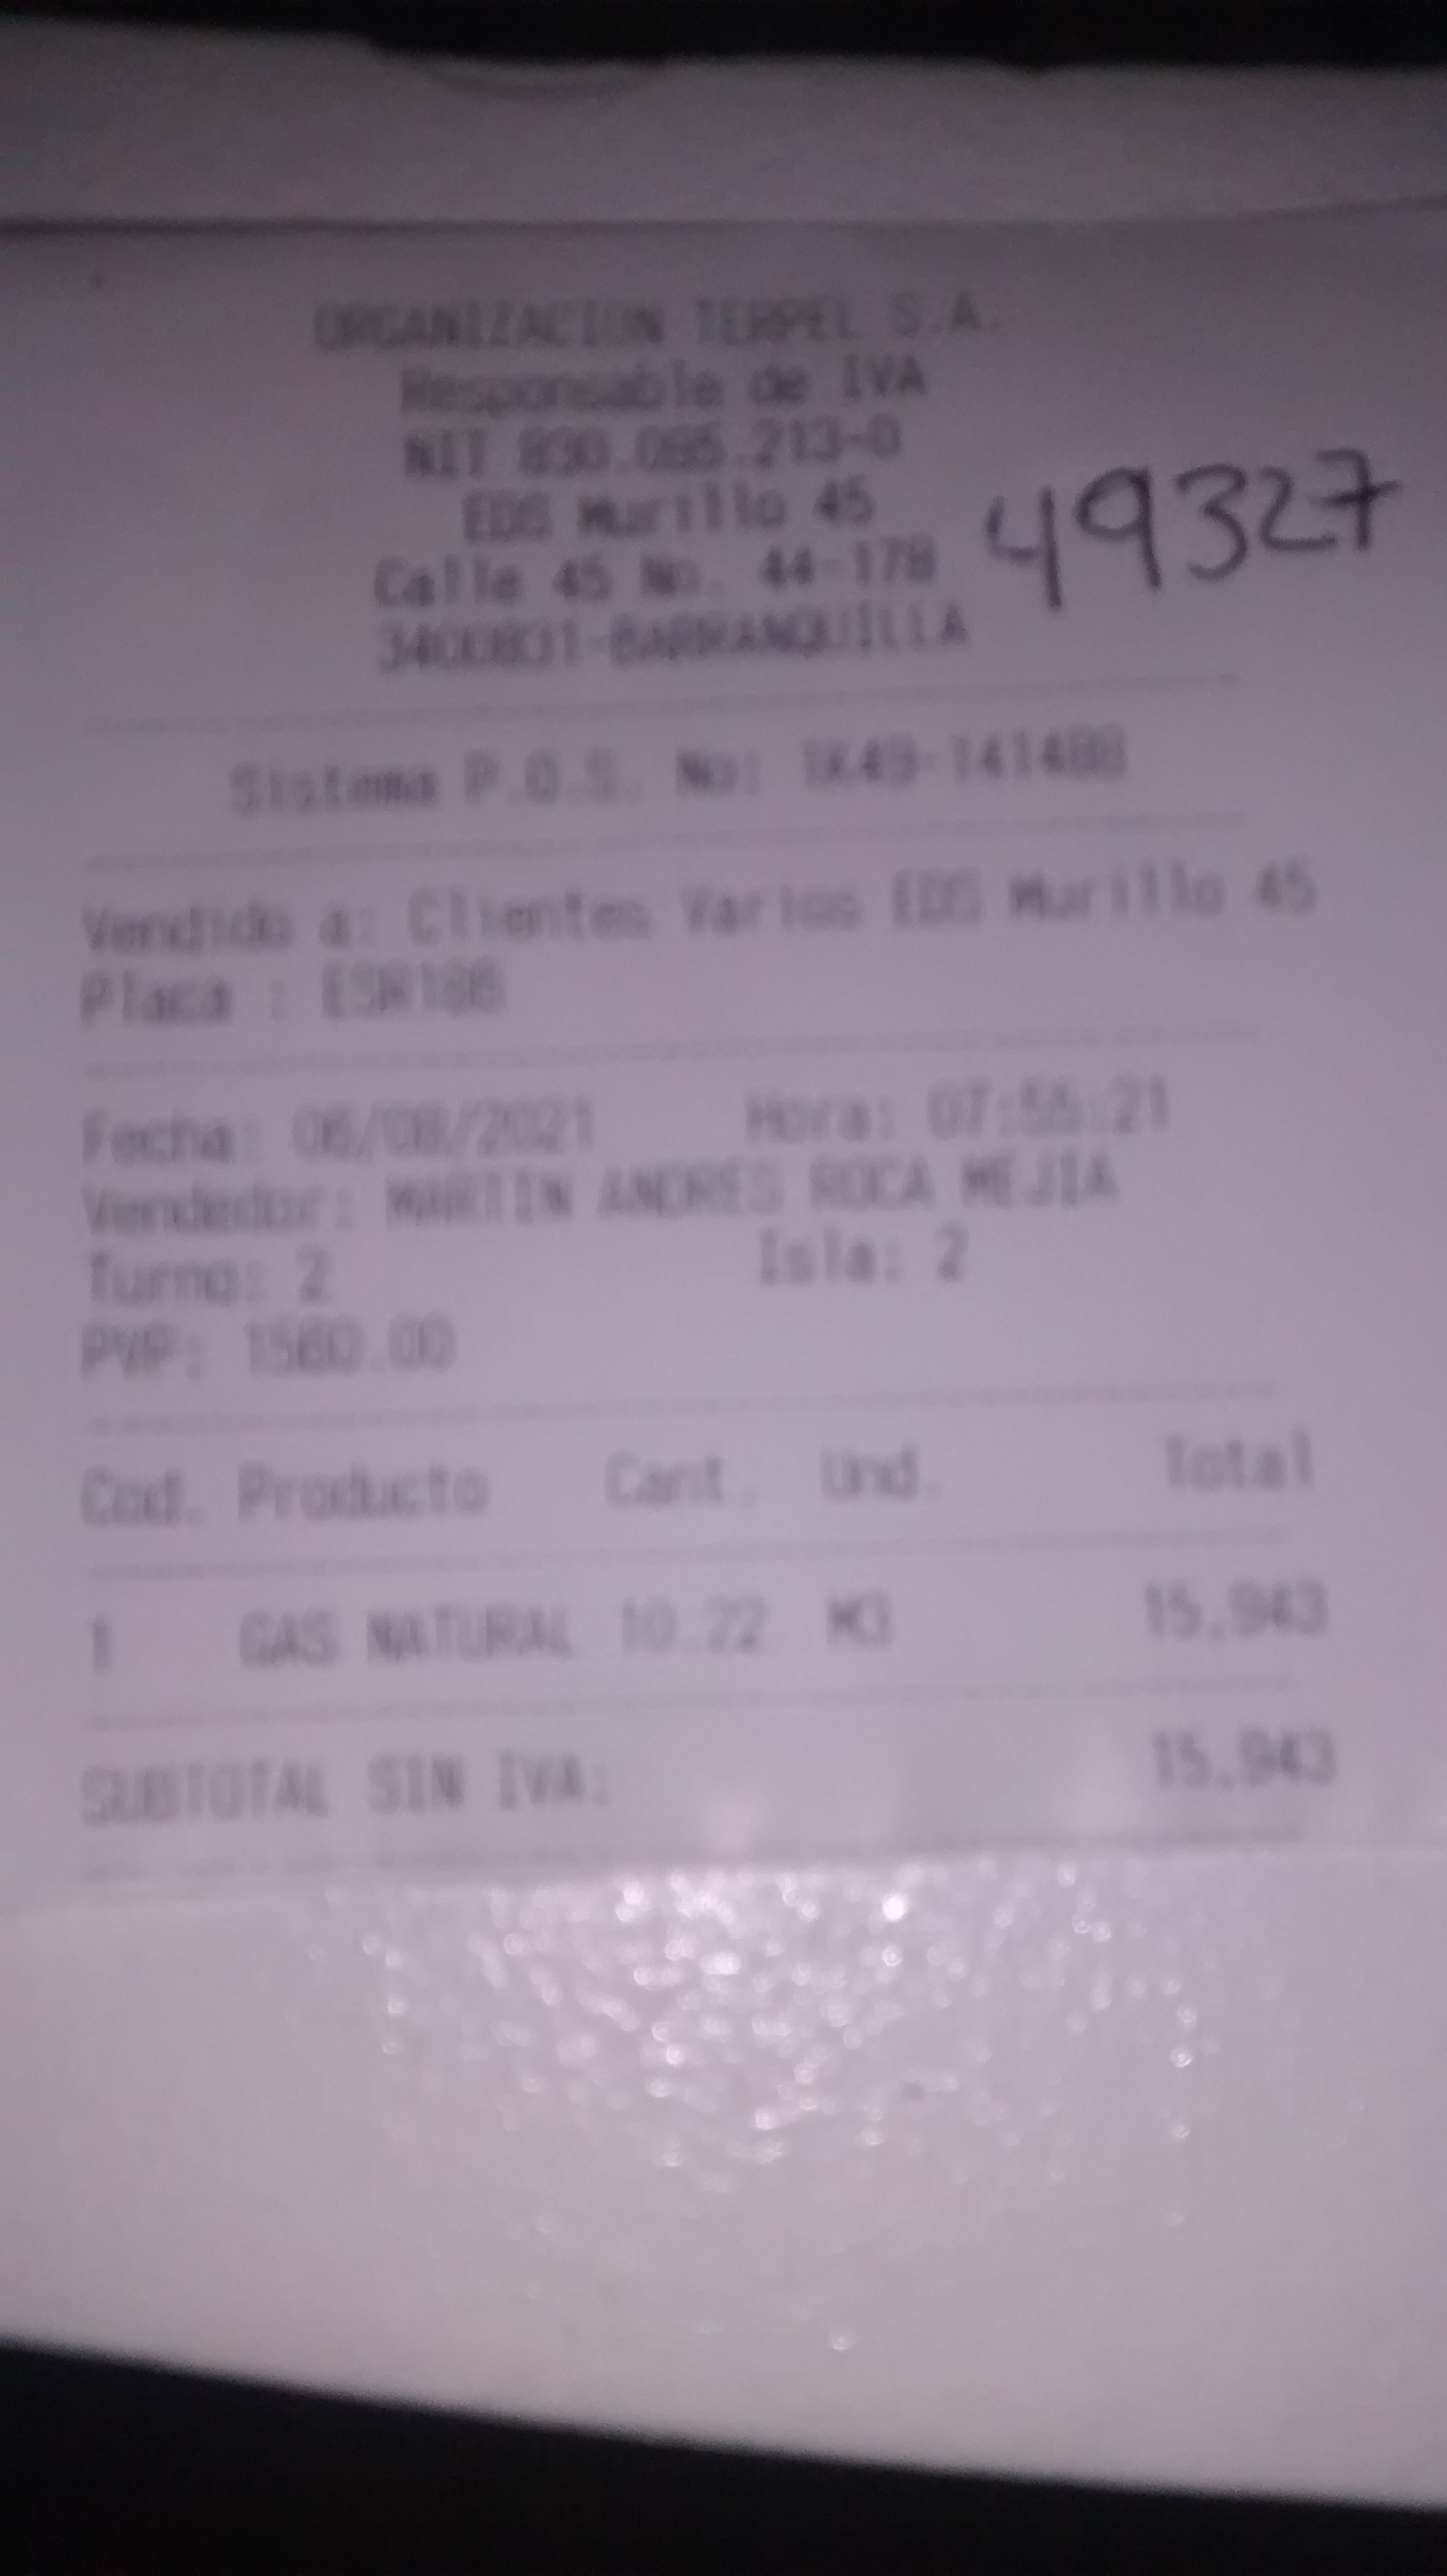 ORGANIZACION TERPEL S.A.
Responsable de IVA
NIT 830.095.213-0
EDS Murillo 45
49327
Calle 45 No. 44-178
3400831-BARRANQUILLA
Sistema P.O.S. No:
Vendido a: Clientes Varios EDS Murillo 45
Placa :
Fecha: 06/08/2021 Hora: 07:55:21
Vendedor: MARTIN ANDRES ROCA MEJIA
Turno: 2 Isla: 2
PVP: 1560.00
Cod. Producto Cant. Und. Total
1 GAS NATURAL 10.22 M3 15,943
SUBTOTAL SIN IVA: 15,943